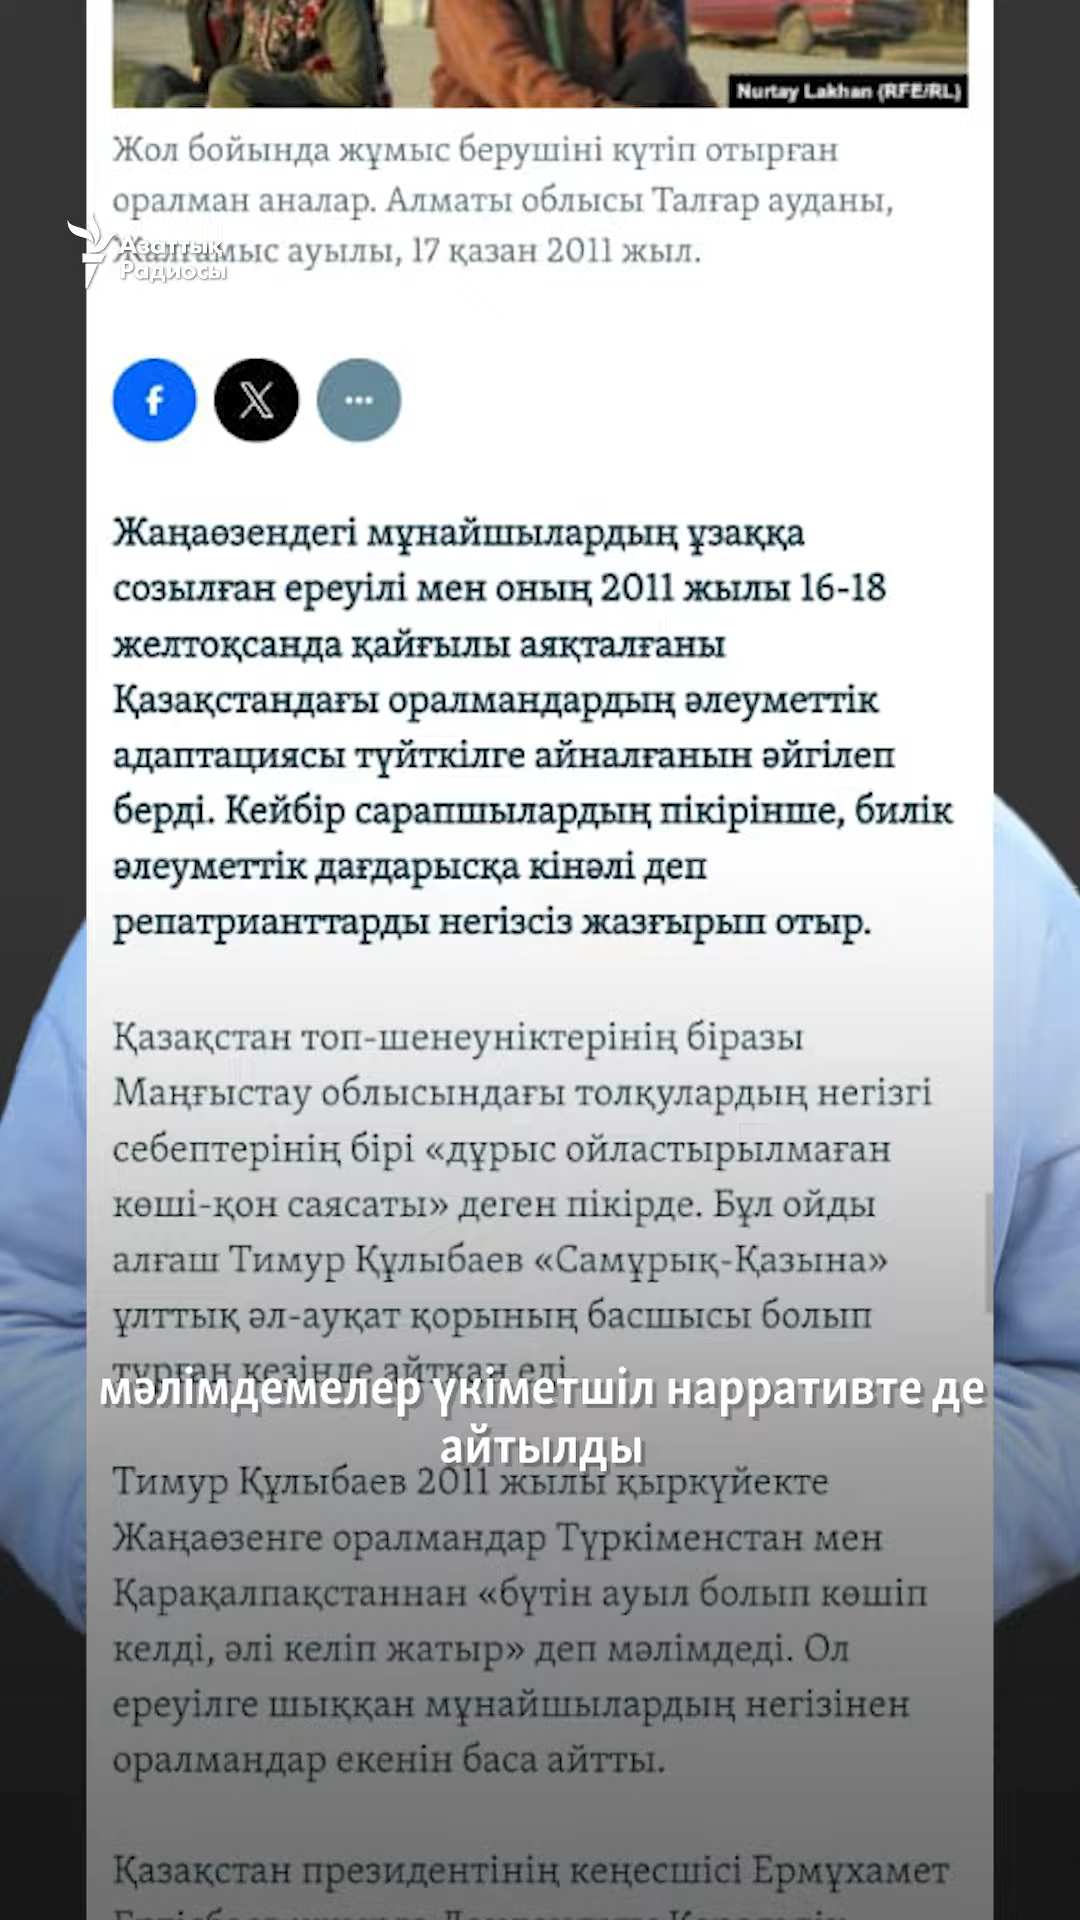 Nurtay Lakhan (RFE/RL)
Жол бойында жұмыс берушіні күтіп отырған
оралман аналар. Алматы облысы Талғар ауданы,
Жалғамыс ауылы, 17 қазан 2011 жыл.
Азаттық
Радиосы
Жаңаөзендегі мұнайшылардың ұзаққа
созылған ереуілі мен оның 2011 жылы 16-18
желтоқсанда қайғылы аяқталғаны
Қазақстандағы оралмандардың әлеуметтік
адаптациясы түйткілге айналғанын әйгілеп
берді. Кейбір сарапшылардың пікірінше, билік
әлеуметтік дағдарысқа кінәлі деп
репатрианттарды негізсіз жазғырып отыр.
Қазақстан топ-шенеуніктерінің біразы
Маңғыстау облысындағы толқулардың негізгі
себептерінің бірі «дұрыс ойластырылмаған
көші-қон саясаты» деген пікірде. Бұл ойды
алғаш Тимур Құлыбаев «Самұрық-Қазына»
ұлттық әл-ауқат қорының басшысы болып
тұрған кезінде айтқан еді.
мәлімдемелер үкіметшіл нарративте де
айтылды
Тимур Құлыбаев 2011 жылы қыркүйекте
Жаңаөзенге оралмандар Түркіменстан мен
Қарақалпақстаннан «бүтін ауыл болып көшіп
келді, әлі келіп жатыр» деп мәлімдеді. Ол
ереуілге шыққан мұнайшылардың негізінен
оралмандар екенін баса айтты.
Қазақстан президентінің кеңесшісі Ермұхамет